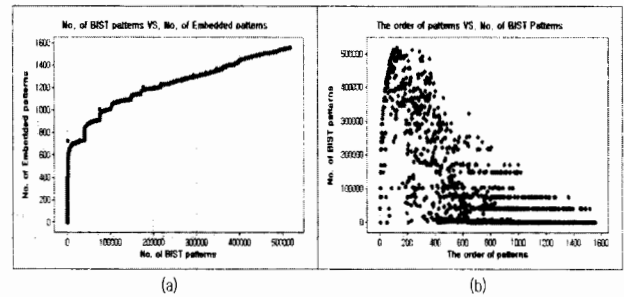 No. of BIST patterns VS. No. of Embedded patterns
1600
1400
1200
1000
800
600
400
200
0
No. of Embedded patterns
0 100000 200000 300000 400000 500000
No. of BIST patterns
(a)
The order of patterns VS. No. of BIST Patterns
500000
400000
300000
200000
100000
0
No. of BIST patterns
0 200 400 600 800 1000 1200 1400 1600
The order of patterns
(b)